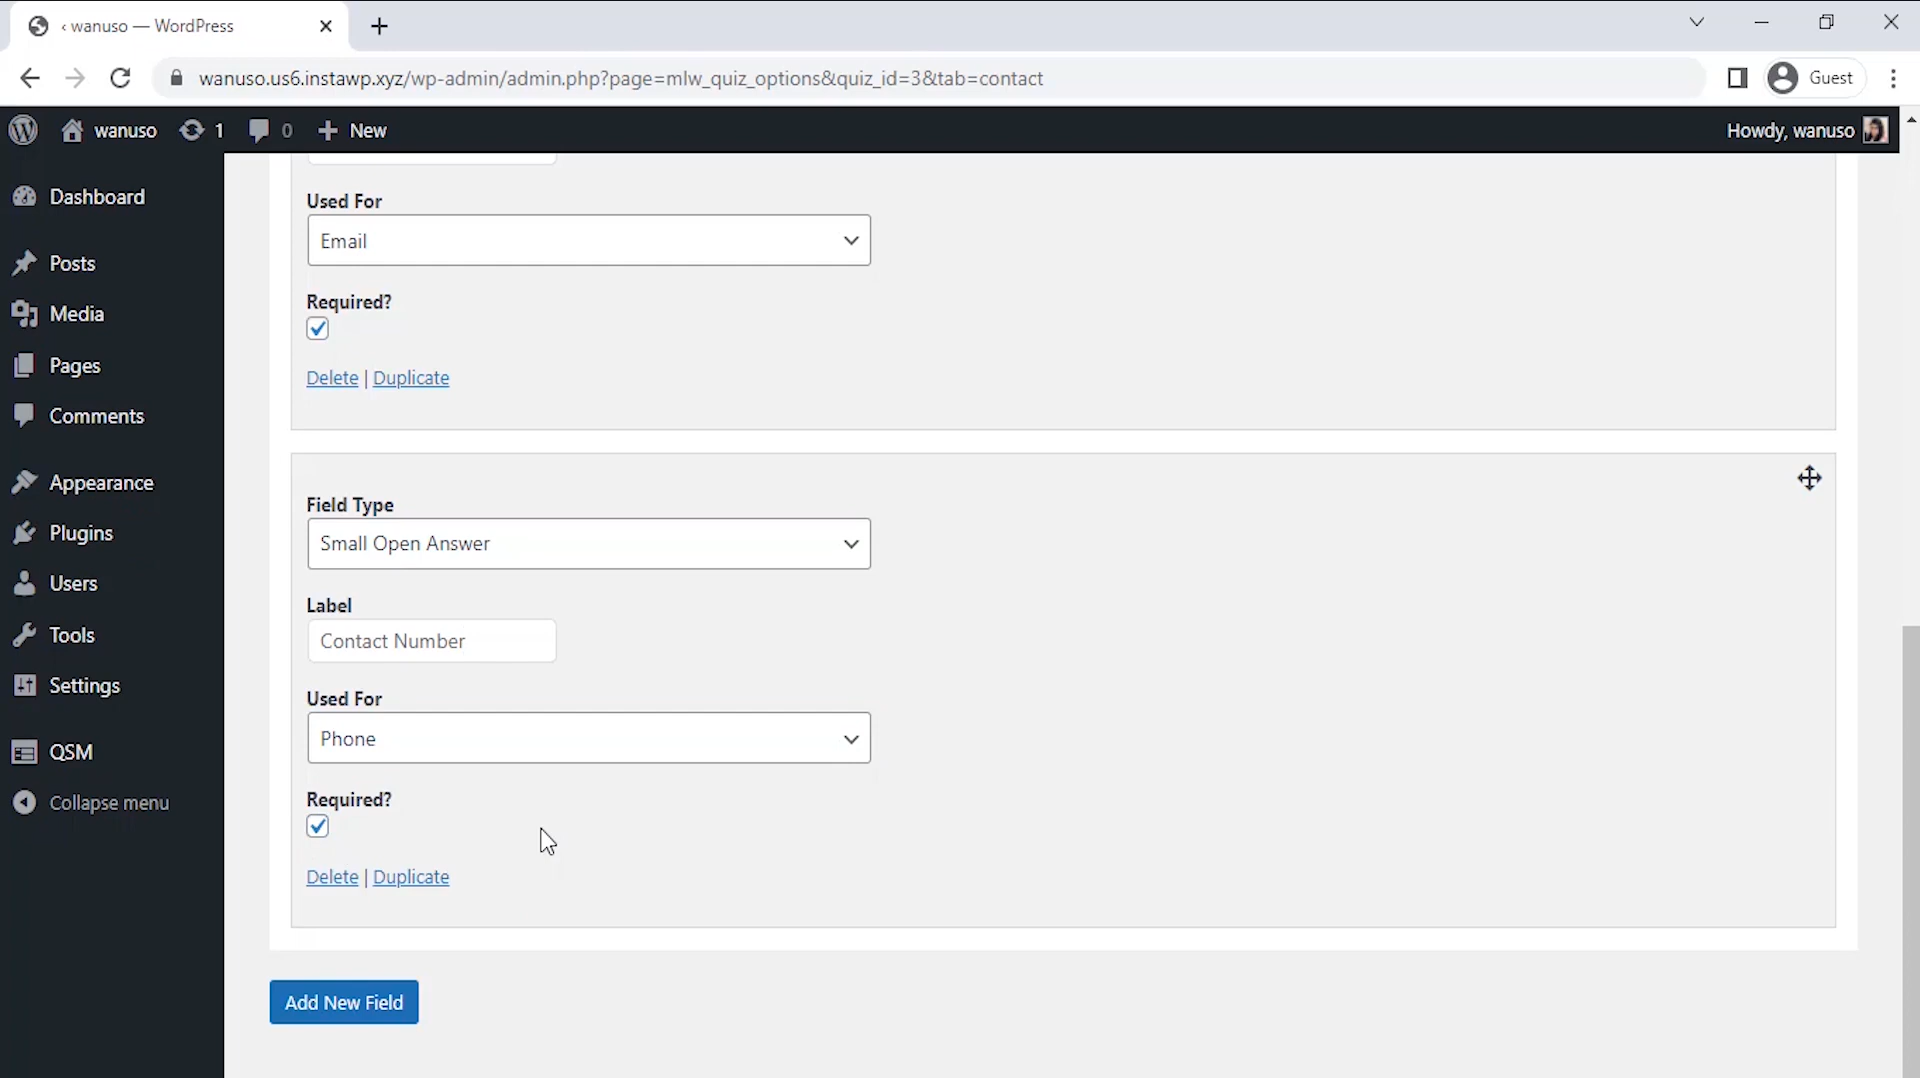 ‹ wanuso — WordPress
wanuso.us6.instawp.xyz/wp-admin/admin.php?page=mlw_quiz_options&quiz_id=3&tab=contact
Guest
wanuso
1
0
New
Howdy, wanuso
Dashboard
Posts
Media
Pages
Comments
Appearance
Plugins
Users
Tools
Settings
QSM
Collapse menu
Used For
Email
Required?
Delete | Duplicate
Field Type
Small Open Answer
Label
Contact Number
Used For
Phone
Required?
Delete | Duplicate
Add New Field